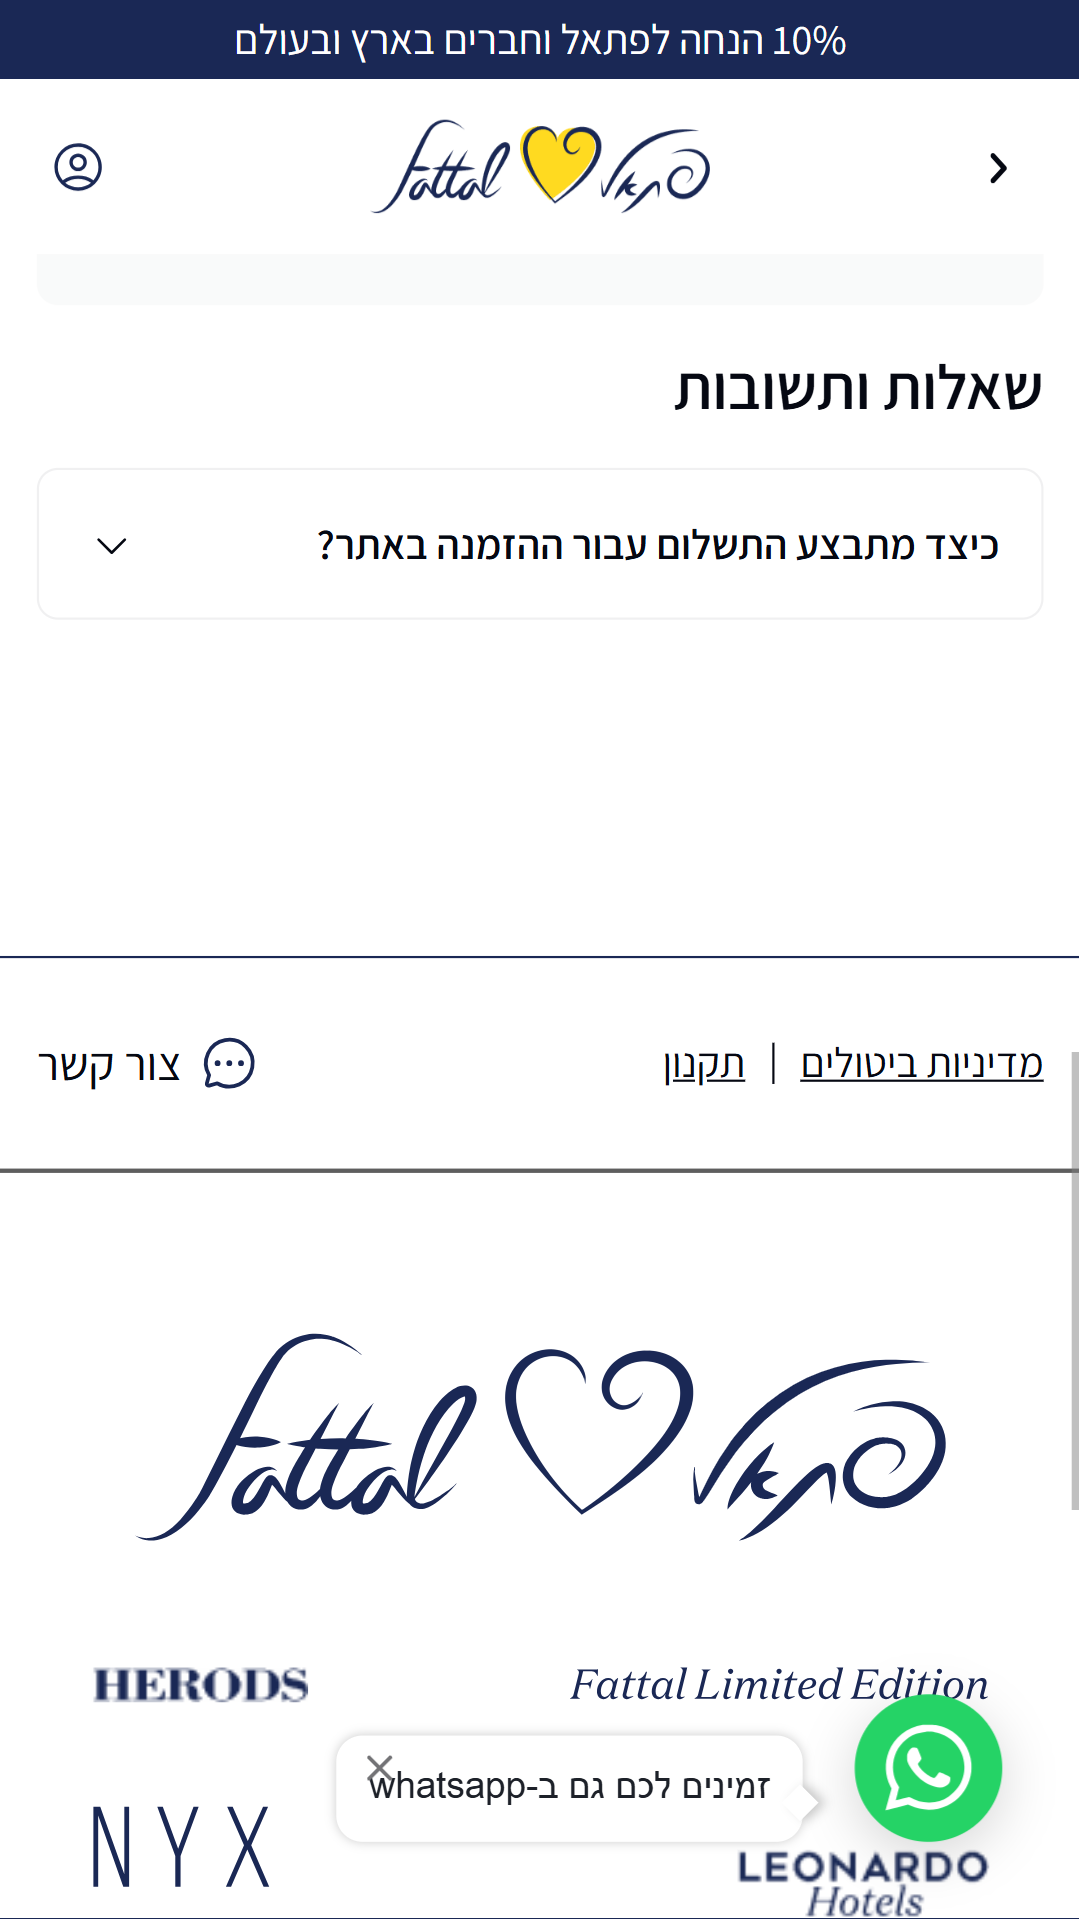 10% הנחה לפתאל וחברים בארץ ובעולם
Fattal פתאל
שאלות ותשובות
כיצד מתבצע התשלום עבור ההזמנה באתר?
מדיניות ביטולים | תקנון
צור קשר
Fattal פתאל
HERODS
Fattal Limited Edition
זמינים לכם גם ב-whatsapp
NYX
LEONARDO
Hotels